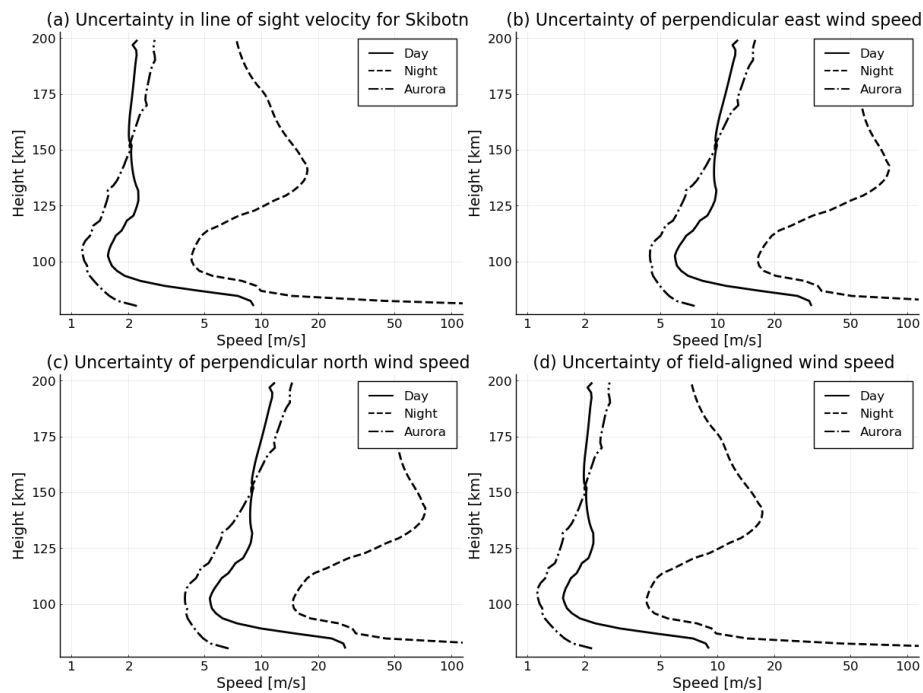 (a) Uncertainty in line of sight velocity for Skibotn
200
175
150
125
100
Height [km]
Day
Night
Aurora
1 2 5 10 20 50 100
Speed [m/s]
(b) Uncertainty of perpendicular east wind speed
200
175
150
125
100
Height [km]
Day
Night
Aurora
1 2 5 10 20 50 100
Speed [m/s]
(c) Uncertainty of perpendicular north wind speed
200
175
150
125
100
Height [km]
Day
Night
Aurora
1 2 5 10 20 50 100
Speed [m/s]
(d) Uncertainty of field-aligned wind speed
200
175
150
125
100
Height [km]
Day
Night
Aurora
1 2 5 10 20 50 100
Speed [m/s]